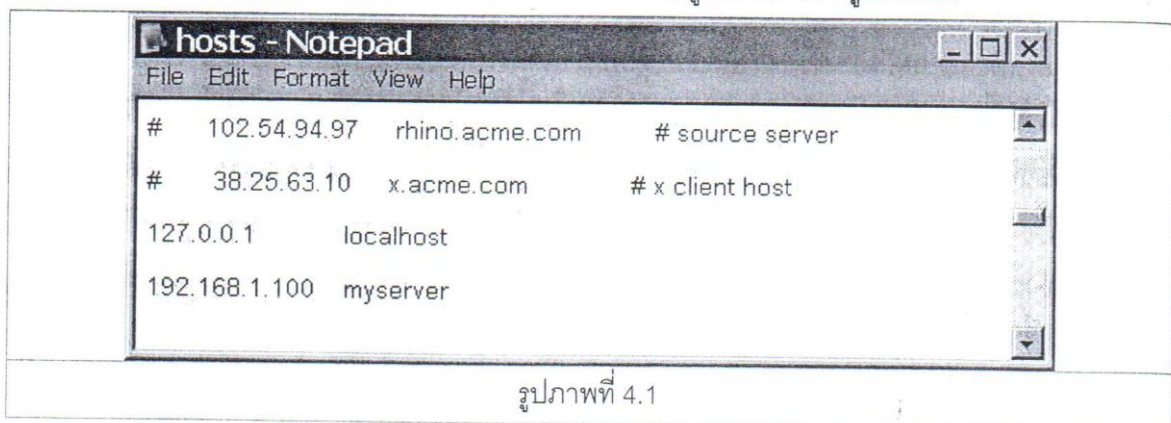 hosts - Notepad
File Edit Format View Help
# 102.54.94.97 rhino.acme.com # source server
# 38.25.63.10 x.acme.com # x client host
127.0.0.1 localhost
192.168.1.100 myserver
รูปภาพที่ 4.1